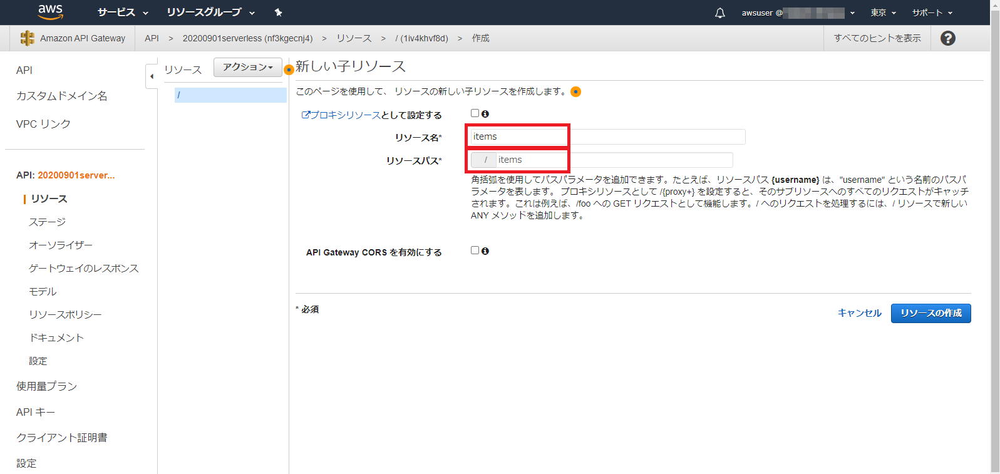 aws サービス リソースグループ awsuser @ 東京 サポート
Amazon API Gateway API > 20200901serverless (nf3kgecnj4) > リソース > / (1iv4khvf8d) > 作成 すべてのヒントを表示 ?
API
カスタムドメイン名
VPC リンク
API: 20200901server...
リソース
ステージ
オーソライザー
ゲートウェイのレスポンス
モデル
リソースポリシー
ドキュメント
設定
使用量プラン
API キー
クライアント証明書
設定
リソース アクション
/
新しい子リソース
このページを使用して、 リソースの新しい子リソースを作成します。
プロキシリソースとして設定する
リソース名* items
リソースパス* / items
角括弧を使用してパスパラメータを追加できます。たとえば、リソースパス {username} は、"username" という名前のパスパ
ラメータを表します。 プロキシリソースとして /{proxy+} を設定すると、そのサブリソースへのすべてのリクエストがキャッチ
されます。これは例えば、/foo への GET リクエストとして機能します。/ へのリクエストを処理するには、/ リソースで新しい
ANY メソッドを追加します。
API Gateway CORS を有効にする
* 必須
キャンセル リソースの作成